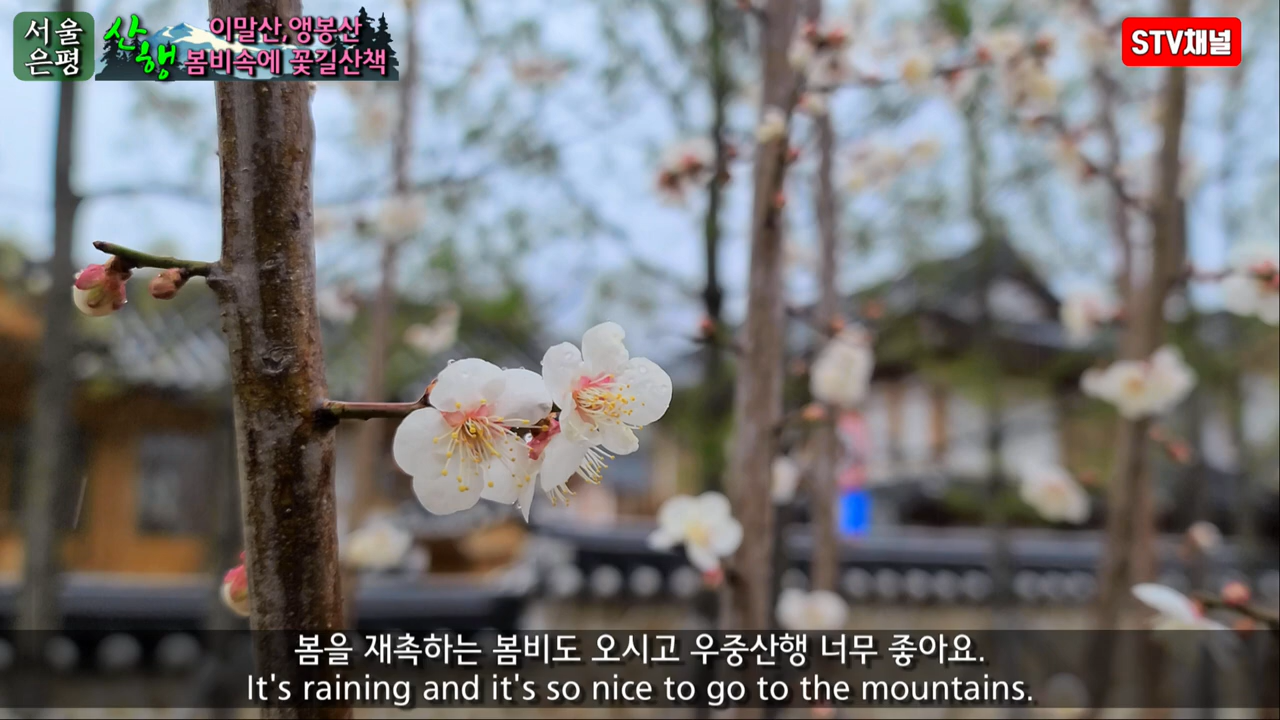 서울
은평
산행
이말산,앵봉산
봄비속에 꽃길산책
STV채널
봄을 재촉하는 봄비도 오시고 우중산행 너무 좋아요.
It's raining and it's so nice to go to the mountains.